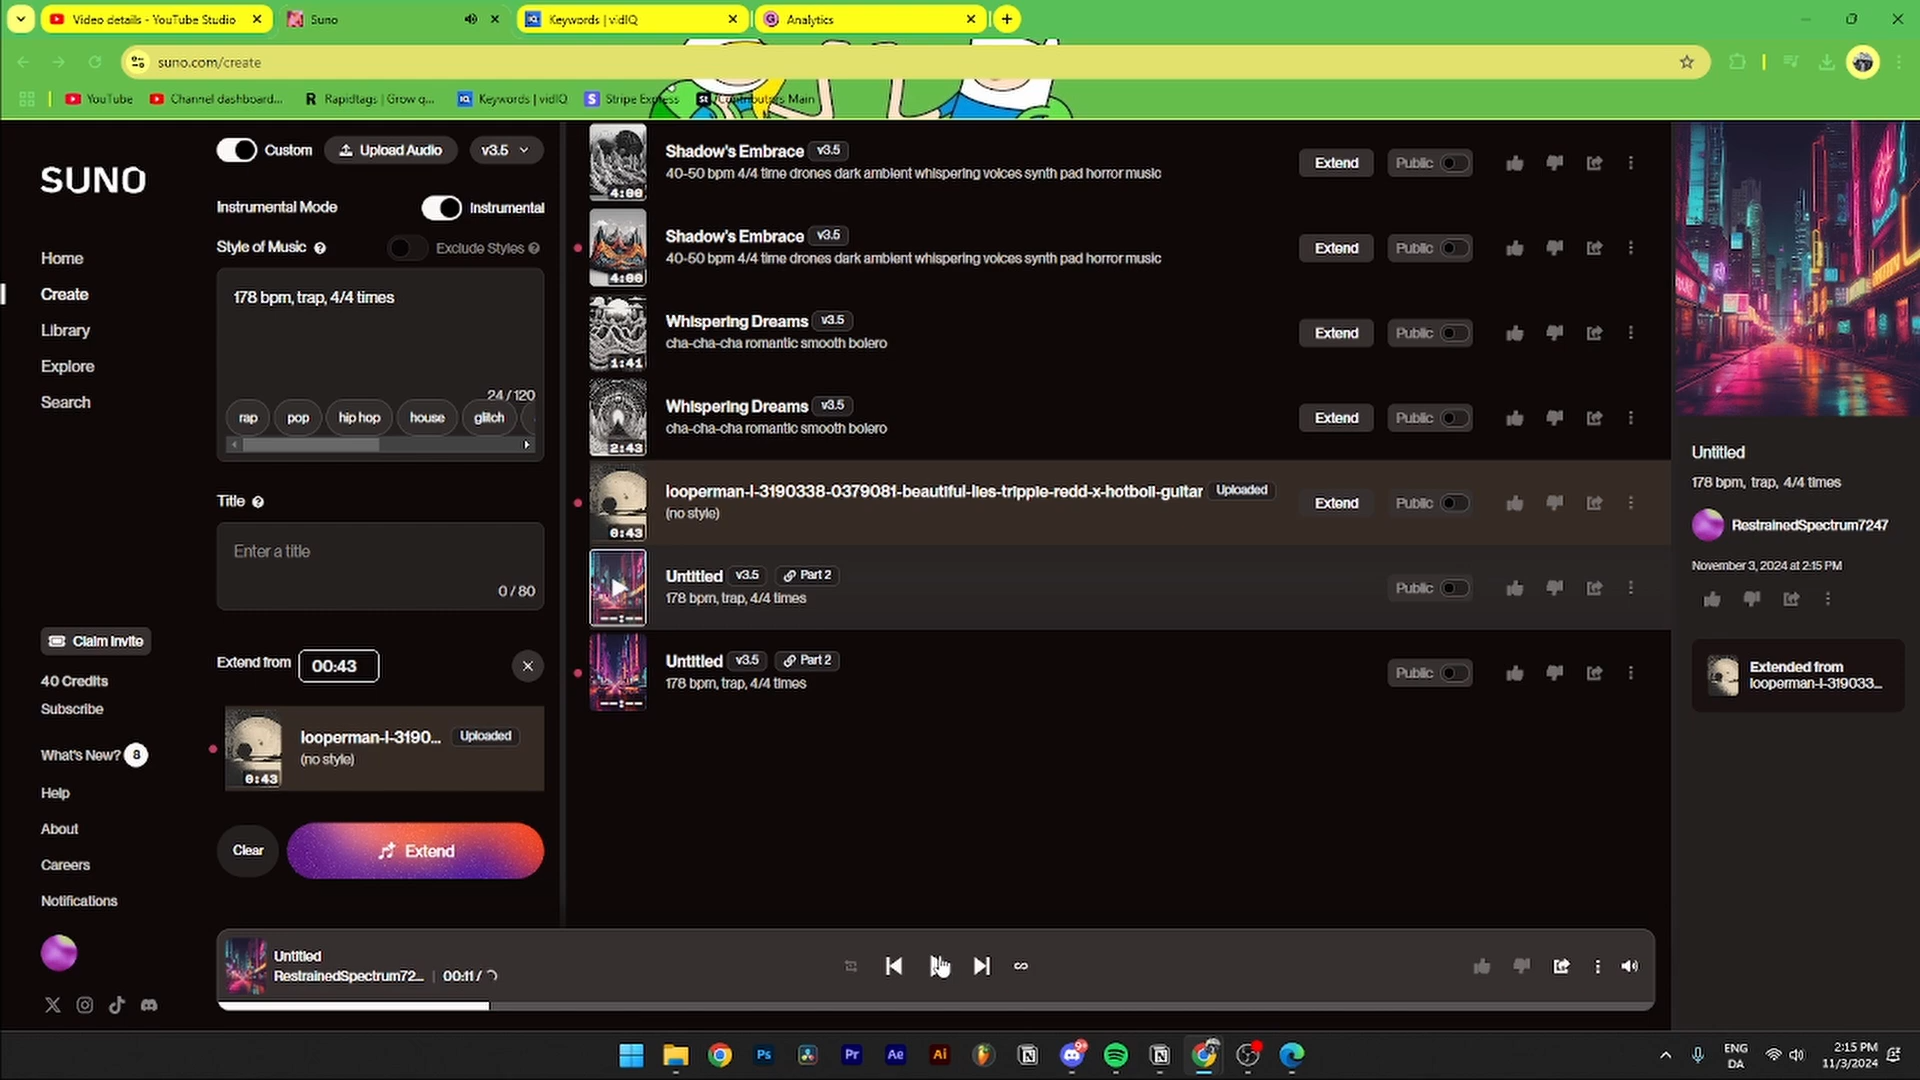 Video details - YouTube Studio
Suno
Keywords | vidIQ
Analytics
suno.com/create
YouTube
Channel dashboard...
Rapidtags | Grow q...
Keywords | vidIQ
Stripe Express
/Contributors Main
SUNO
Home
Create
Library
Explore
Search
Claim Invite
40 Credits
Subscribe
What's New? 8
Help
About
Careers
Notifications
Custom
Upload Audio
v3.5
Instrumental Mode
Instrumental
Style of Music
Exclude Styles
178 bpm, trap, 4/4 times
24 / 120
rap
pop
hip hop
house
glitch
Title
Enter a title
0 / 80
Extend from 00:43
looperman-l-3190... Uploaded
(no style)
0:43
Clear
Extend
Shadow's Embrace v3.5
40-50 bpm 4/4 time drones dark ambient whispering voices synth pad horror music
4:00
Extend
Public
Shadow's Embrace v3.5
40-50 bpm 4/4 time drones dark ambient whispering voices synth pad horror music
4:00
Extend
Public
Whispering Dreams v3.5
cha-cha-cha romantic smooth bolero
1:41
Extend
Public
Whispering Dreams v3.5
cha-cha-cha romantic smooth bolero
2:43
Extend
Public
looperman-l-3190338-0379081-beautiful-lies-trippie-redd-x-hotboii-guitar Uploaded
(no style)
0:43
Extend
Public
Untitled v3.5 Part 2
178 bpm, trap, 4/4 times
--:--
Public
Untitled v3.5 Part 2
178 bpm, trap, 4/4 times
--:--
Public
Untitled
178 bpm, trap, 4/4 times
RestrainedSpectrum7247
November 3, 2024 at 2:15 PM
Extended from
looperman-l-319033...
Untitled
RestrainedSpectrum72... | 00:11 /
Ps
Pr
Ae
Ai
9+
ENG
DA
2:15 PM
11/3/2024